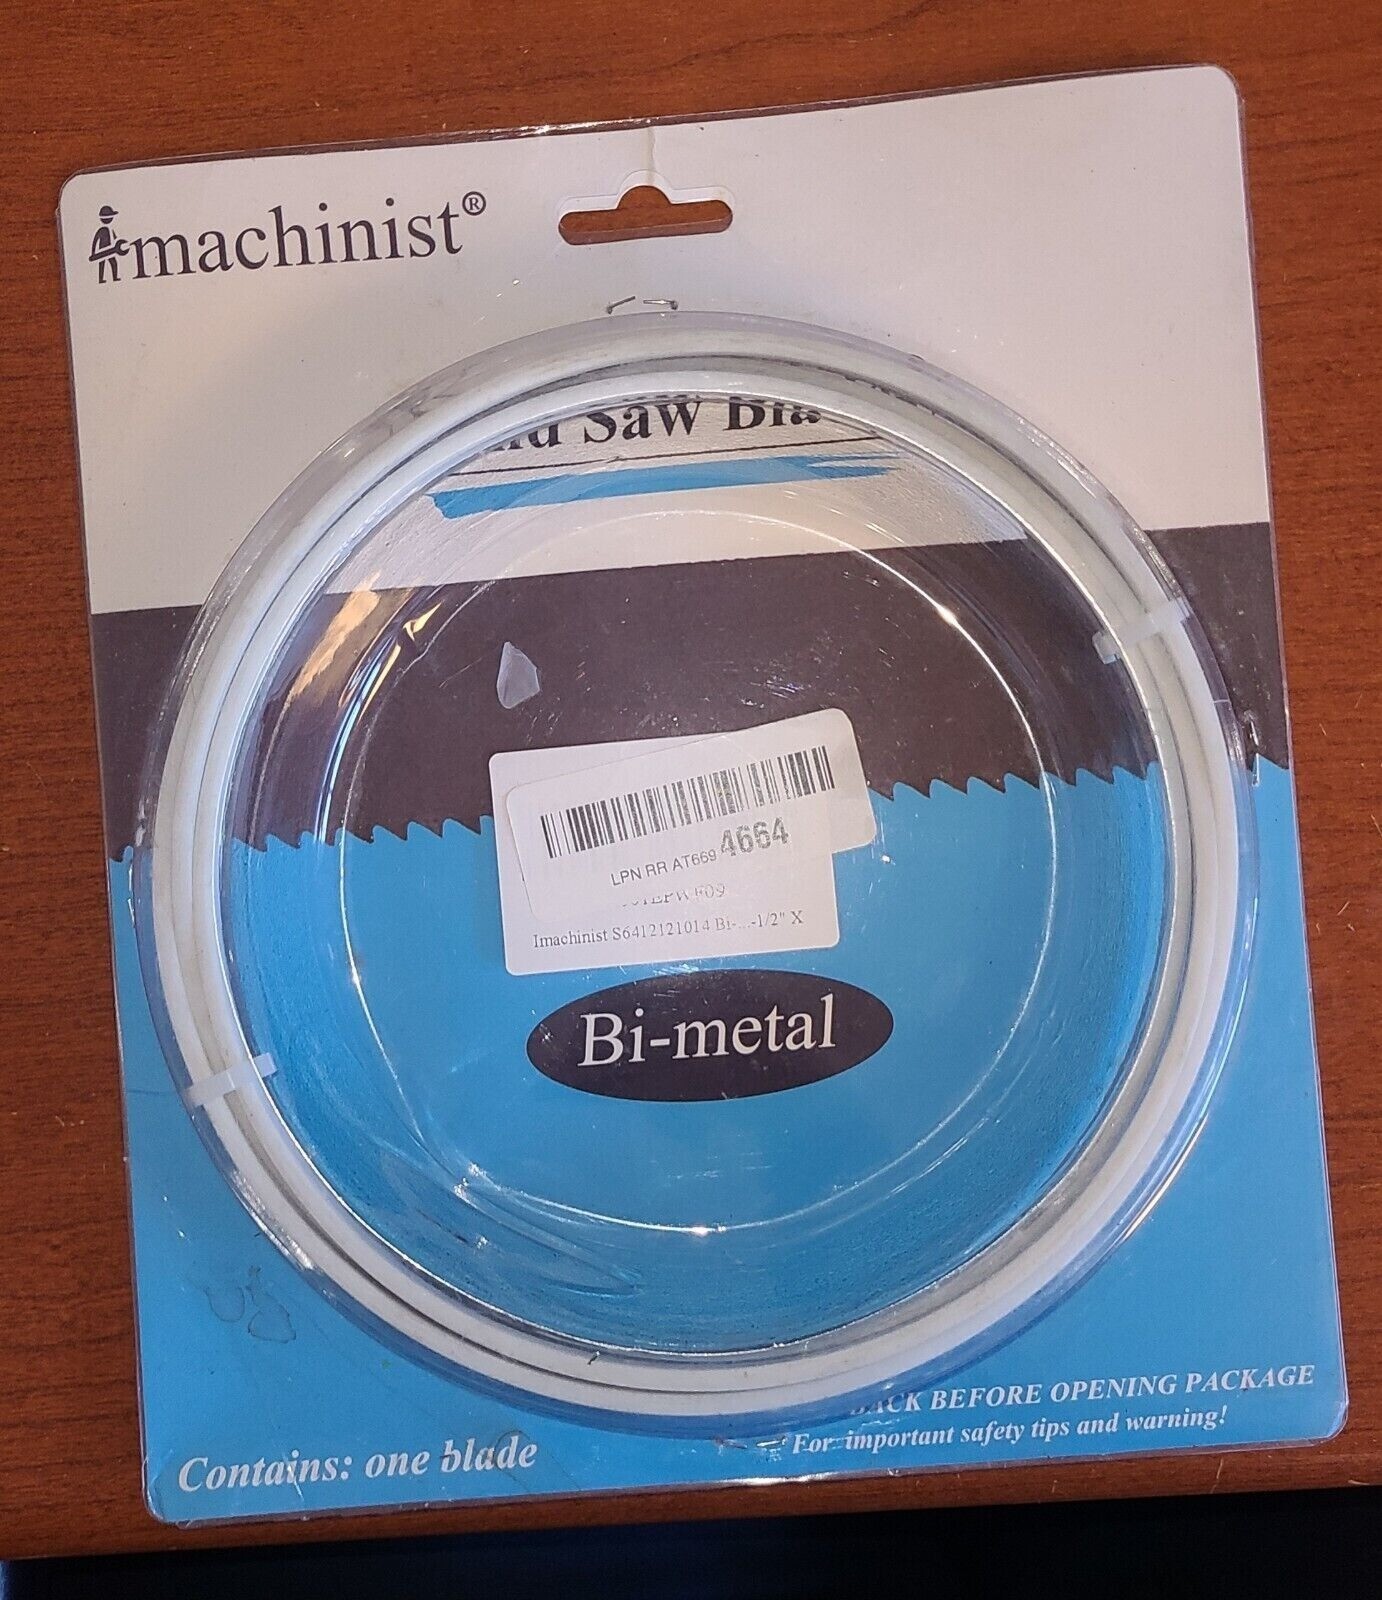 imachinist®
Saw
LPN RR AT669 4664
Imachinist S6412121014 Bi-...-1/2" X
Bi-metal
BEFORE OPENING PACKAGE
For important safety tips and warning!
Contains: one blade